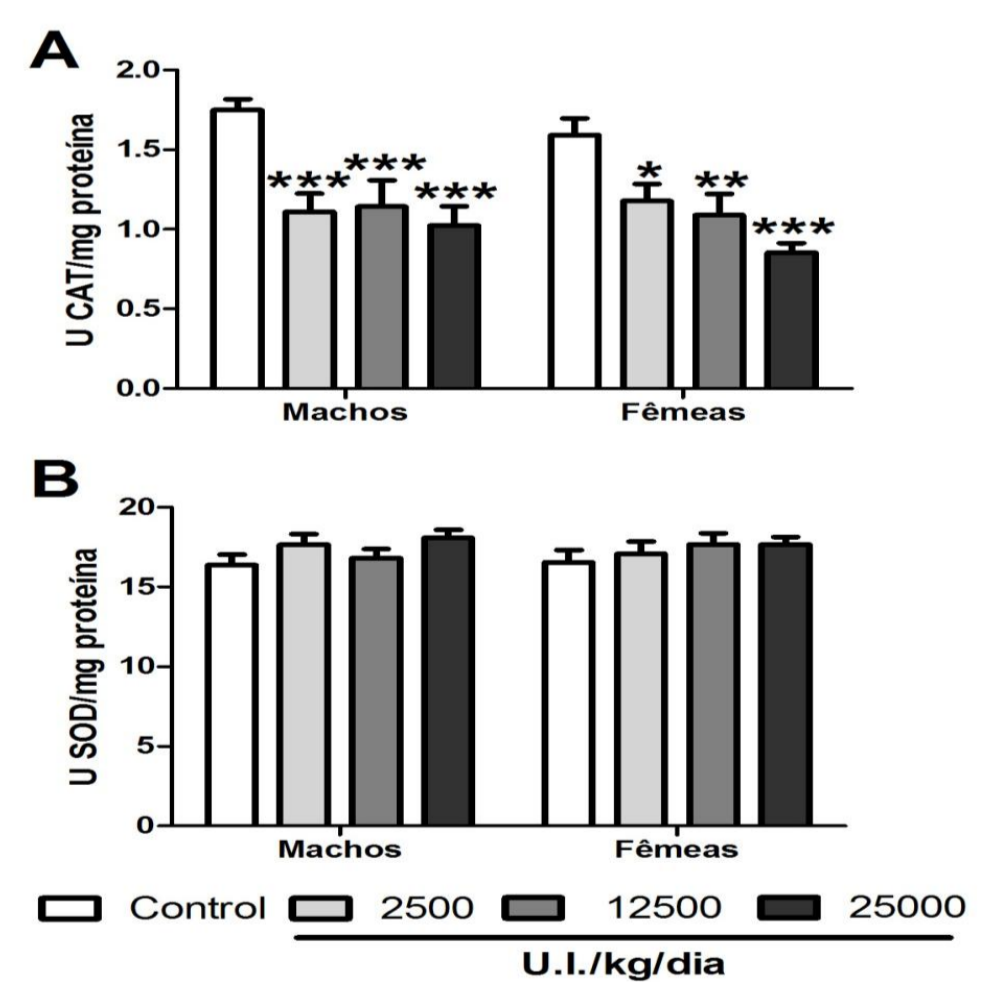 A
U CAT/mg proteína
2.0
1.5
1.0
0.5
0.0
*** *** ***
* ** ***
Machos Fêmeas
B
U SOD/mg proteína
20
15
10
5
0
Machos Fêmeas
Control 2500 12500 25000
U.I./kg/dia